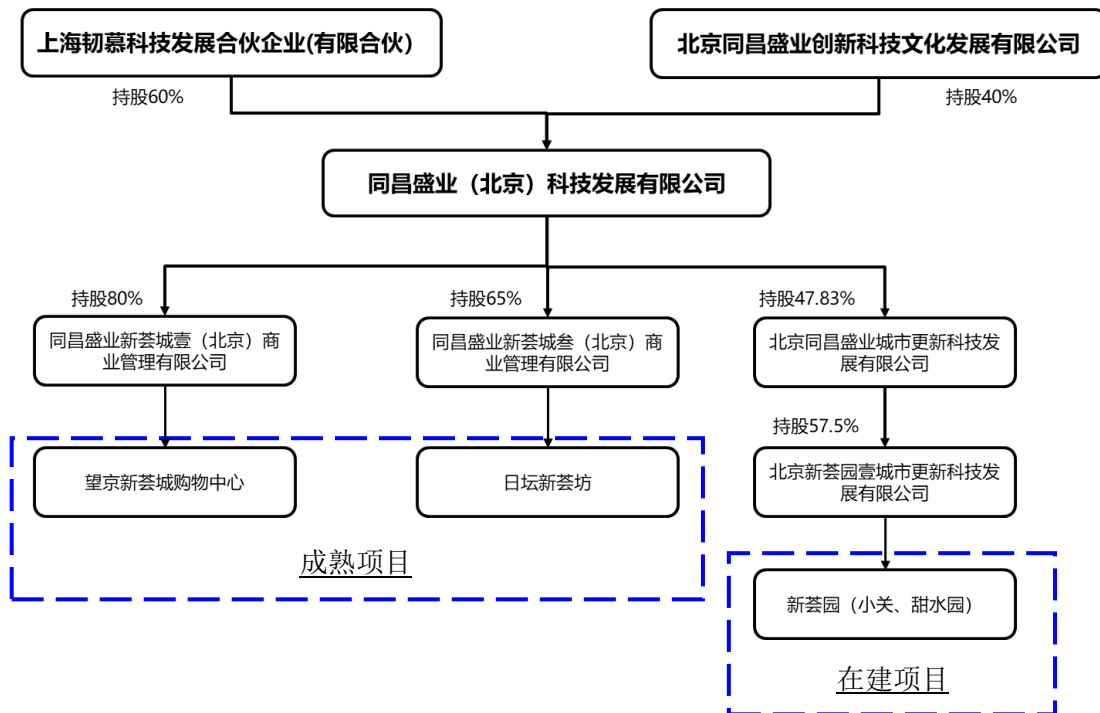 上海韧慕科技发展合伙企业(有限合伙）
北京同昌盛业创新科技文化发展有限公司
持股60%
持股40%
同昌盛业（北京）科技发展有限公司
持股80%
持股65%
持股47.83%
同昌盛业新荟城壹（北京）商
业管理有限公司
同昌盛业新荟城叁（北京）商
业管理有限公司
北京同昌盛业城市更新科技发
展有限公司
持股57.5%
望京新荟城购物中心
日坛新荟坊
北京新荟园壹城市更新科技发
展有限公司
成熟项目
新荟园（小关、甜水园）
在建项目